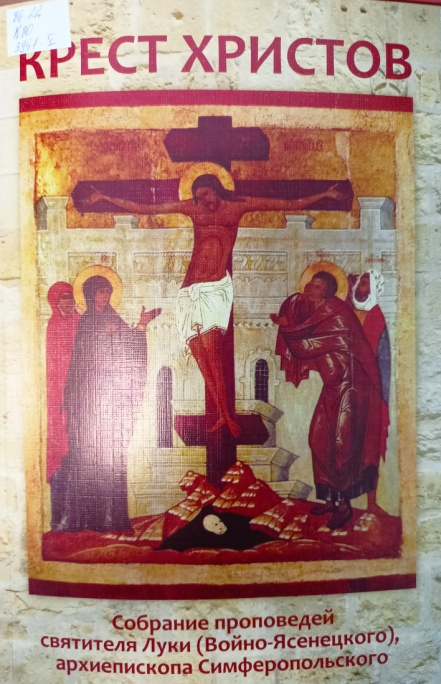 КРЕСТ ХРИСТОВ
Собрание проповедей
святителя Луки (Войно-Ясенецкого),
архиепископа Симферопольского